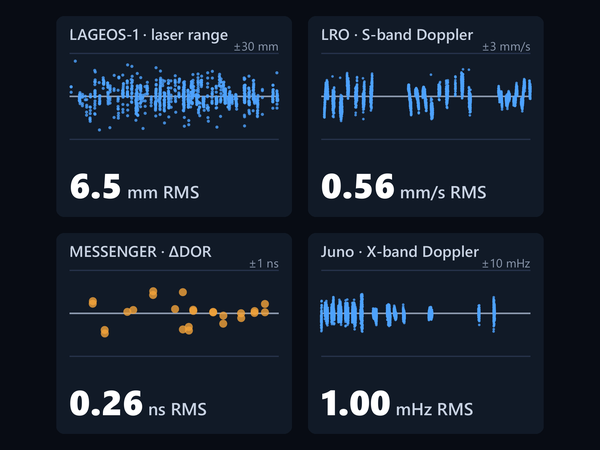 LAGEOS-1 · laser range
±30 mm
6.5 mm RMS
LRO · S-band Doppler
±3 mm/s
0.56 mm/s RMS
MESSENGER · ΔDOR
±1 ns
0.26 ns RMS
Juno · X-band Doppler
±10 mHz
1.00 mHz RMS